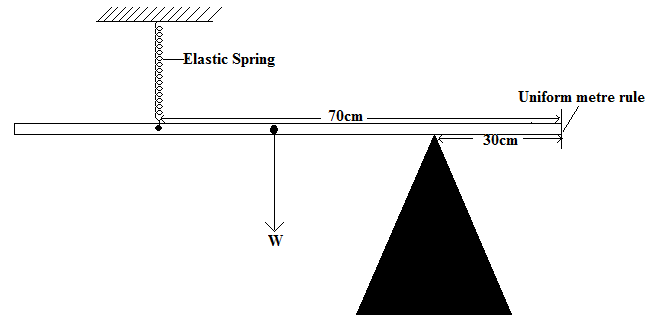 Elastic Spring
Uniform metre rule
70cm
30cm
W